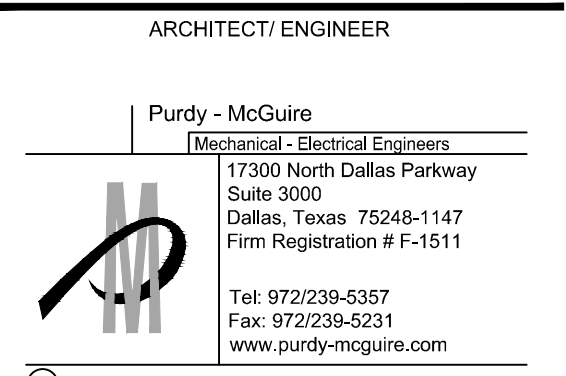 ARCHITECT/ ENGINEER
Purdy - McGuire
Mechanical - Electrical Engineers
17300 North Dallas Parkway
Suite 3000
Dallas, Texas 75248-1147
Firm Registration # F-1511
Tel: 972/239-5357
Fax: 972/239-5231
www.purdy-mcguire.com